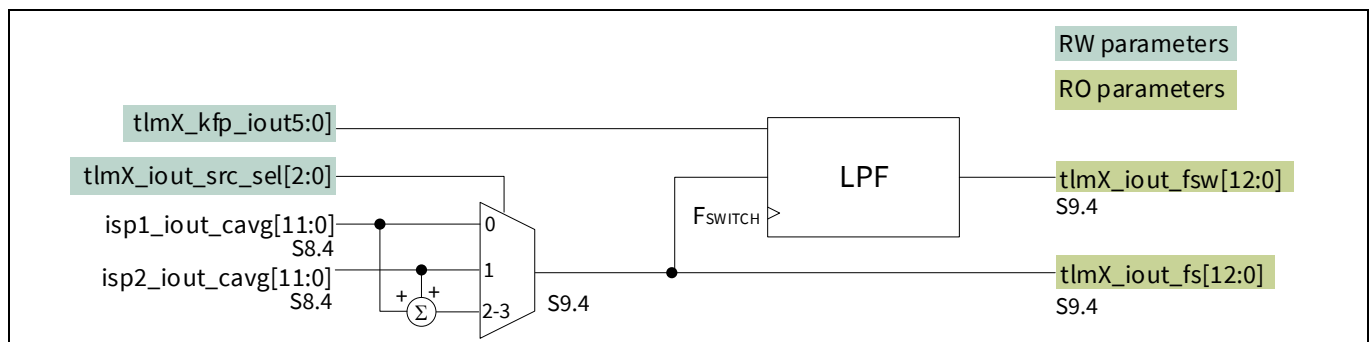 RW parameters
RO parameters
tlmX_kfp_iout5:0]
LPF
tlmX_iout_src_sel[2:0]
tlmX_iout_fsw[12:0]
S9.4
FSWITCH
isp1_iout_cavg[11:0]
S8.4
0
isp2_iout_cavg[11:0]
S8.4
1
tlmX_iout_fs[12:0]
S9.4
+ +
Σ
2-3
S9.4